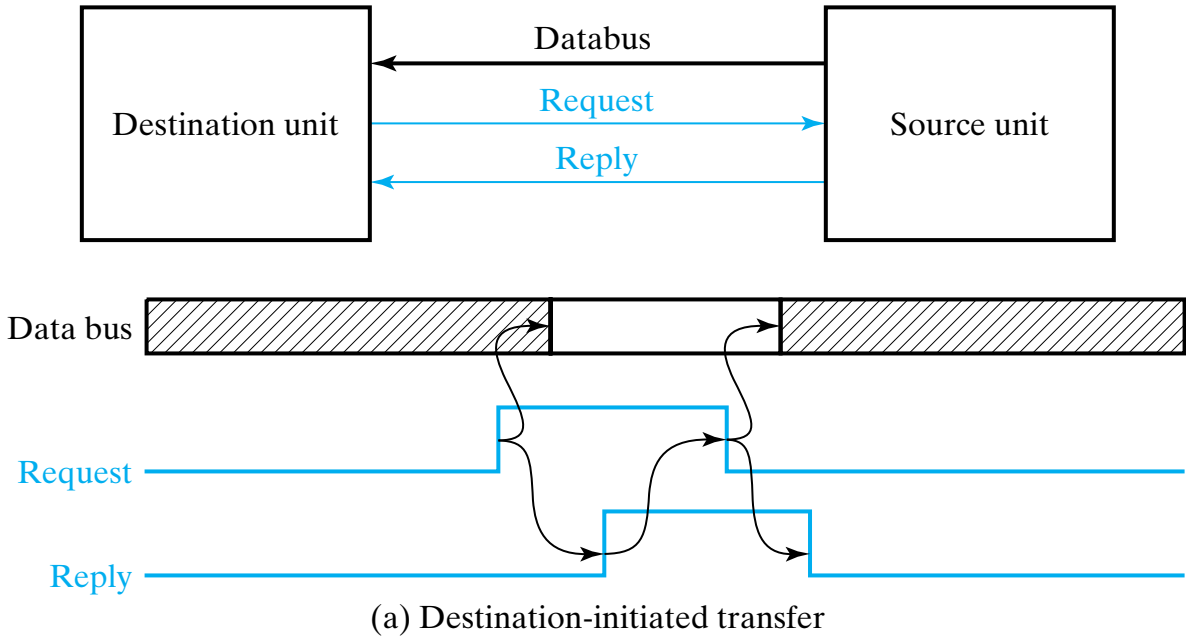 Databus
Destination unit
Request
Source unit
Reply
Data bus
Request
Reply
(a) Destination-initiated transfer